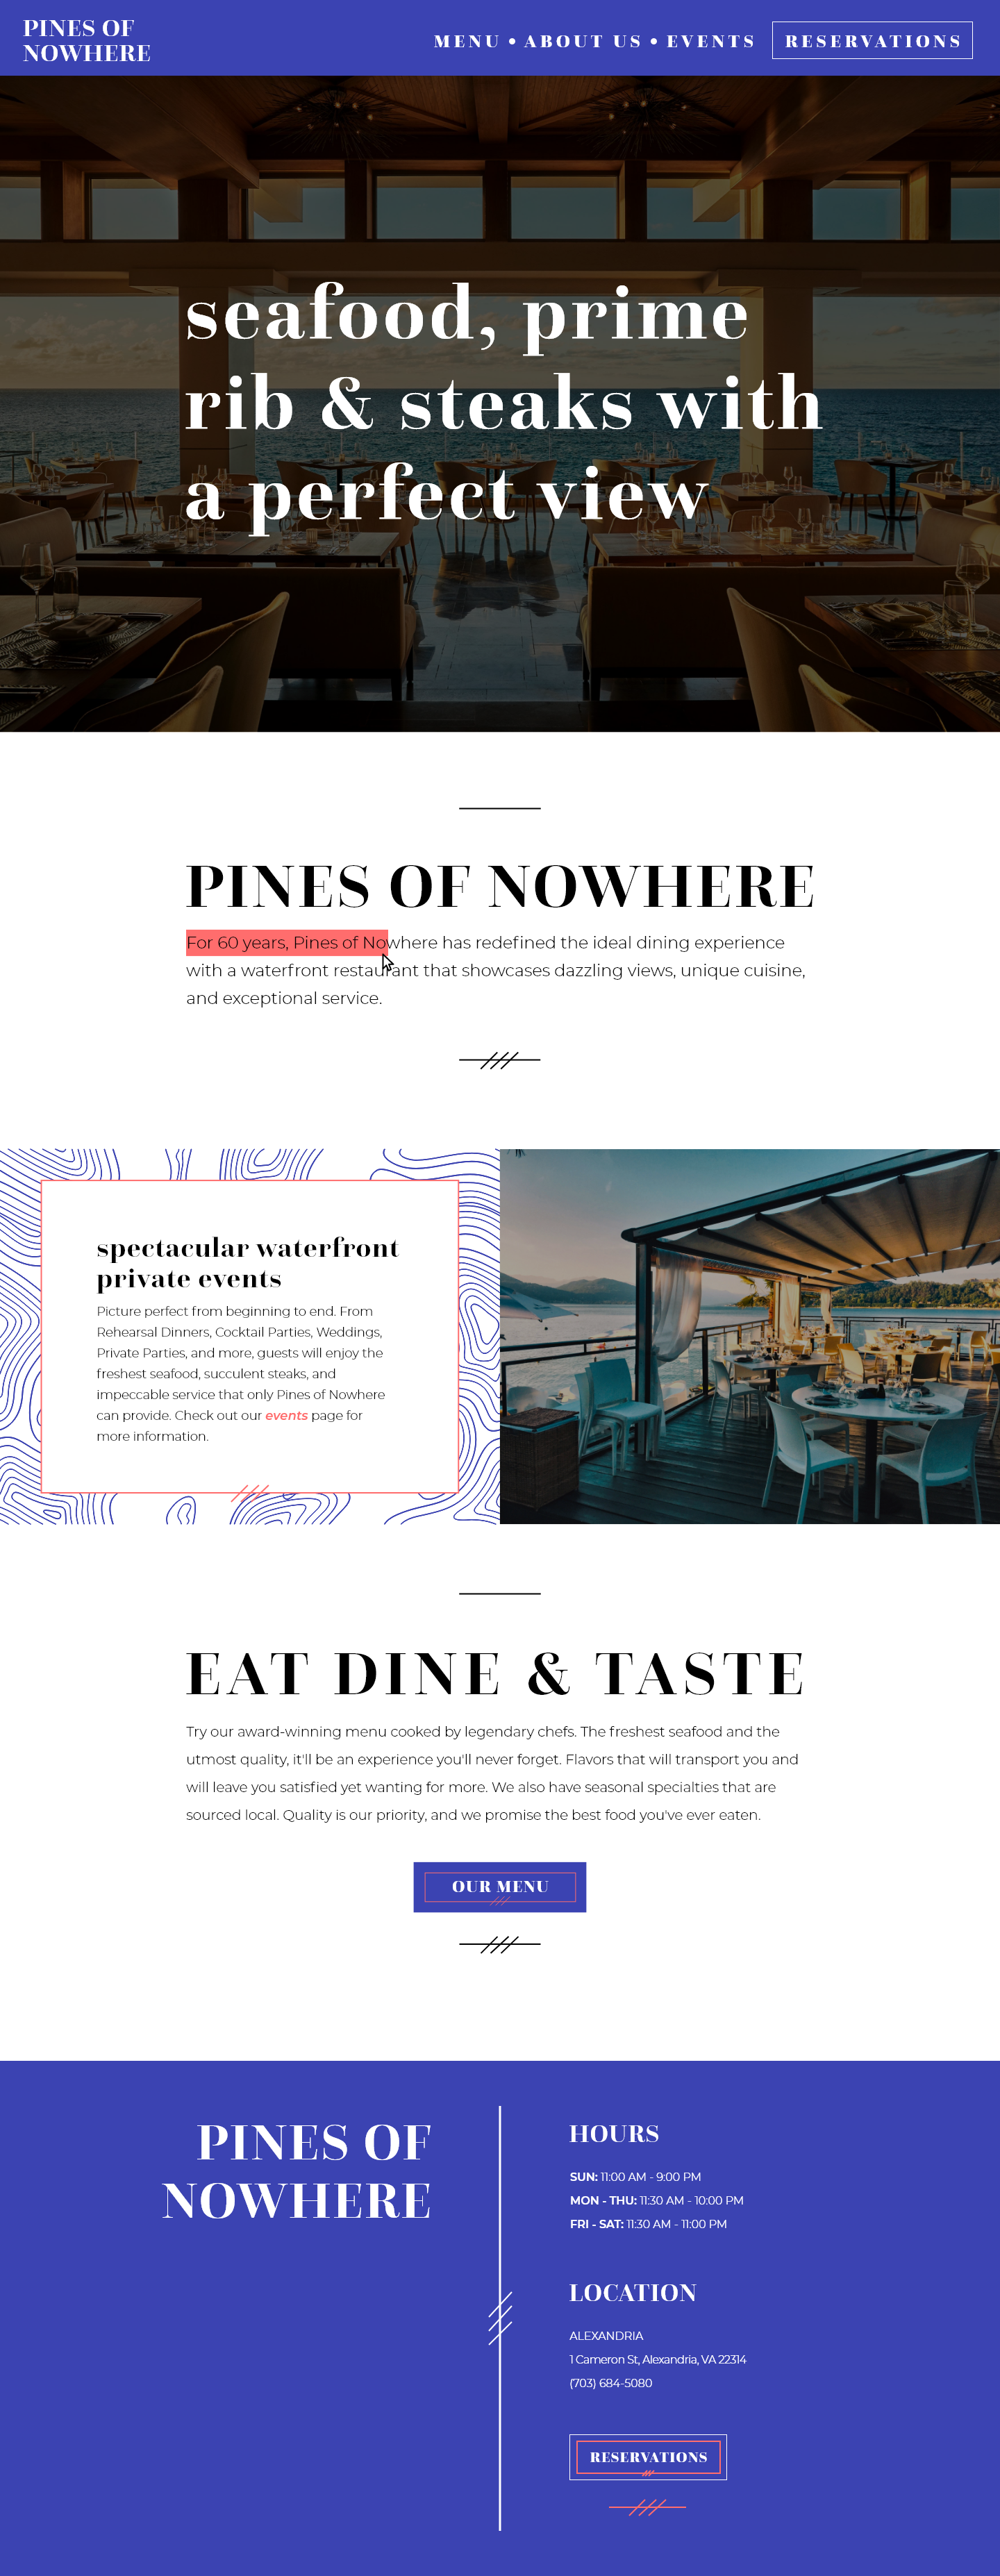 PINES OF
NOWHERE
MENU • ABOUT US • EVENTS
RESERVATIONS
seafood, prime
rib & steaks with
a perfect view
PINES OF NOWHERE
For 60 years, Pines of Nowhere has redefined the ideal dining experience
with a waterfront restaurant that showcases dazzling views, unique cuisine,
and exceptional service.
spectacular waterfront
private events
Picture perfect from beginning to end. From
Rehearsal Dinners, Cocktail Parties, Weddings,
Private Parties, and more, guests will enjoy the
freshest seafood, succulent steaks, and
impeccable service that only Pines of Nowhere
can provide. Check out our events page for
more information.
EAT DINE & TASTE
Try our award-winning menu cooked by legendary chefs. The freshest seafood and the
utmost quality, it'll be an experience you'll never forget. Flavors that will transport you and
will leave you satisfied yet wanting for more. We also have seasonal specialties that are
sourced local. Quality is our priority, and we promise the best food you've ever eaten.
OUR MENU
PINES OF
NOWHERE
HOURS
SUN: 11:00 AM - 9:00 PM
MON - THU: 11:30 AM - 10:00 PM
FRI - SAT: 11:30 AM - 11:00 PM
LOCATION
ALEXANDRIA
1 Cameron St, Alexandria, VA 22314
(703) 684-5080
RESERVATIONS